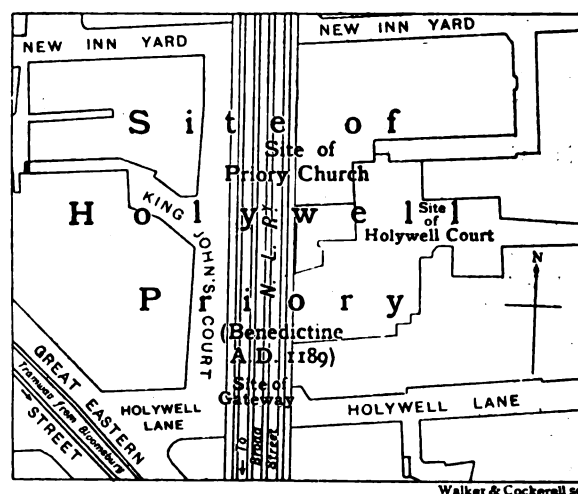 NEW INN YARD
NEW INN YARD
Site of
Site of
Priory Church
KING JOHN'S COURT
Holywell
Site
of
Holywell Court
N. L. R.
N
Priory
(Benedictine
A.D. 1189)
Site of
Gateway
GREAT EASTERN
STREET
Tramway from Bloomsbury
HOLYWELL
LANE
HOLYWELL LANE
To
Broad
Street
Walker & Cockerell sc